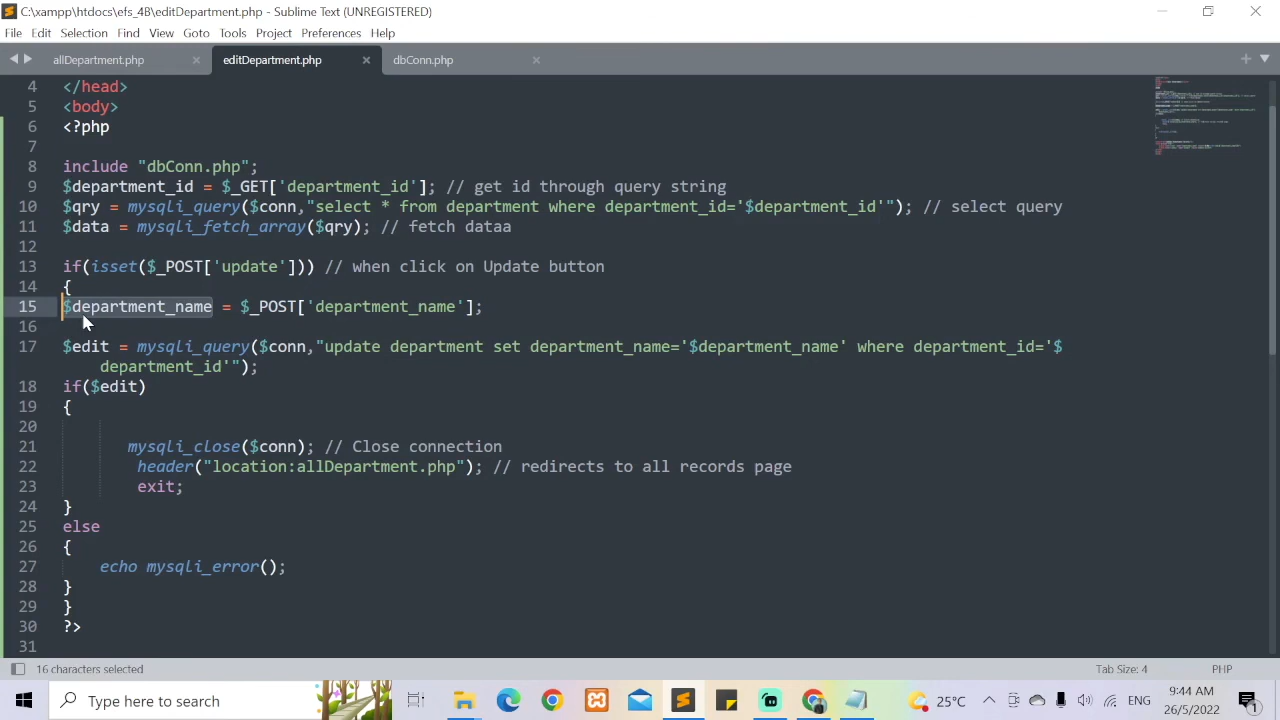 C:\xampp\htdocs\efs_4B\editDepartment.php - Sublime Text (UNREGISTERED)
File Edit Selection Find View Goto Tools Project Preferences Help
allDepartment.php editDepartment.php dbConn.php
4 </head>
5 <body>
6 <?php
7
8 include "dbConn.php";
9 $department_id = $_GET['department_id']; // get id through query string
10 $qry = mysqli_query($conn,"select * from department where department_id='$department_id'"); // select query
11 $data = mysqli_fetch_array($qry); // fetch dataa
12
13 if(isset($_POST['update'])) // when click on Update button
14 {
15 $department_name = $_POST['department_name'];
16
17 $edit = mysqli_query($conn,"update department set department_name='$department_name' where department_id='$
department_id'");
18 if($edit)
19 {
20
21 mysqli_close($conn); // Close connection
22 header("location:allDepartment.php"); // redirects to all records page
23 exit;
24 }
25 else
26 {
27 echo mysqli_error();
28 }
29 }
30 ?>
31
16 characters selected Tab Size: 4 PHP
Type here to search 25°C ENG 9:44 AM
26/5/2022 1